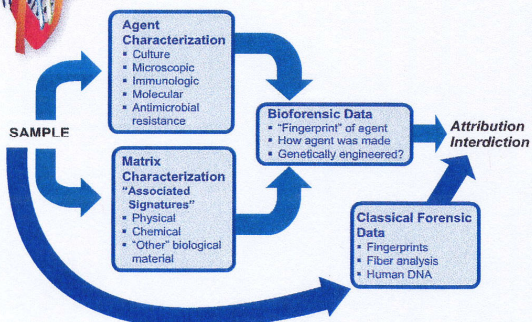 Agent
Characterization
▪ Culture
▪ Microscopic
▪ Immunologic
▪ Molecular
▪ Antimicrobial
resistance
SAMPLE
Matrix
Characterization
"Associated
Signatures"
▪ Physical
▪ Chemical
▪ "Other" biological
material
Bioforensic Data
▪ "Fingerprint" of agent
▪ How agent was made
▪ Genetically engineered?
Attribution
Interdiction
Classical Forensic
Data
▪ Fingerprints
▪ Fiber analysis
▪ Human DNA